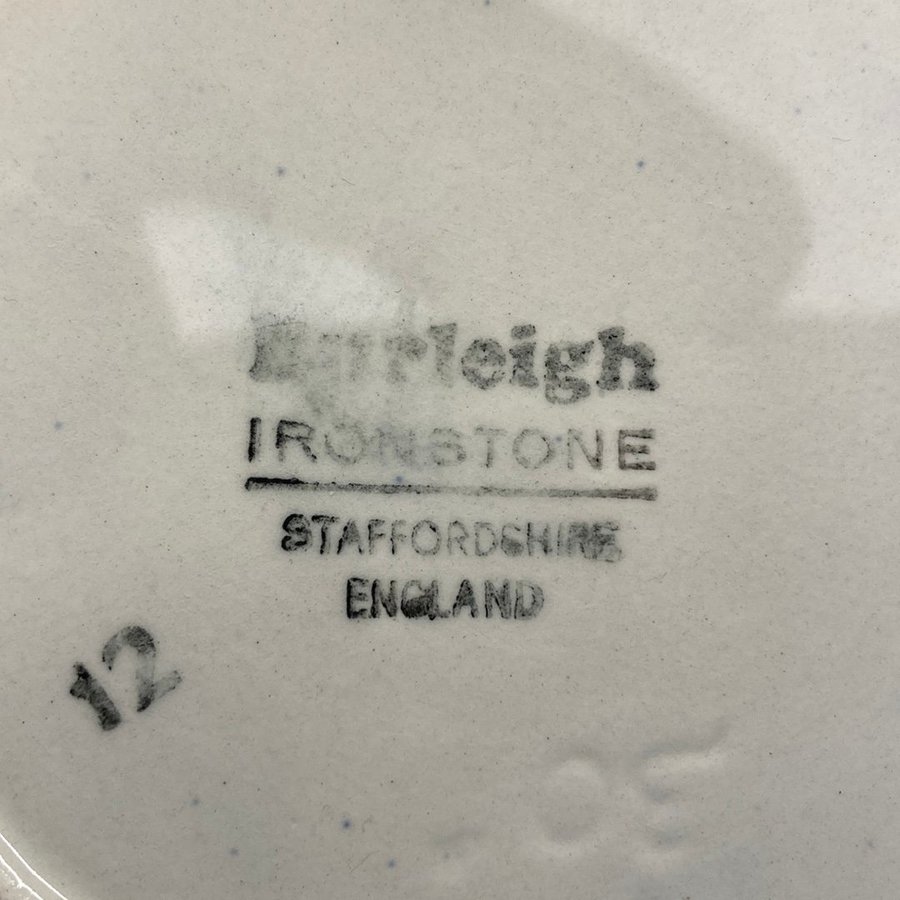 Burleigh
IRONSTONE
STAFFORDSHIRE
ENGLAND
12